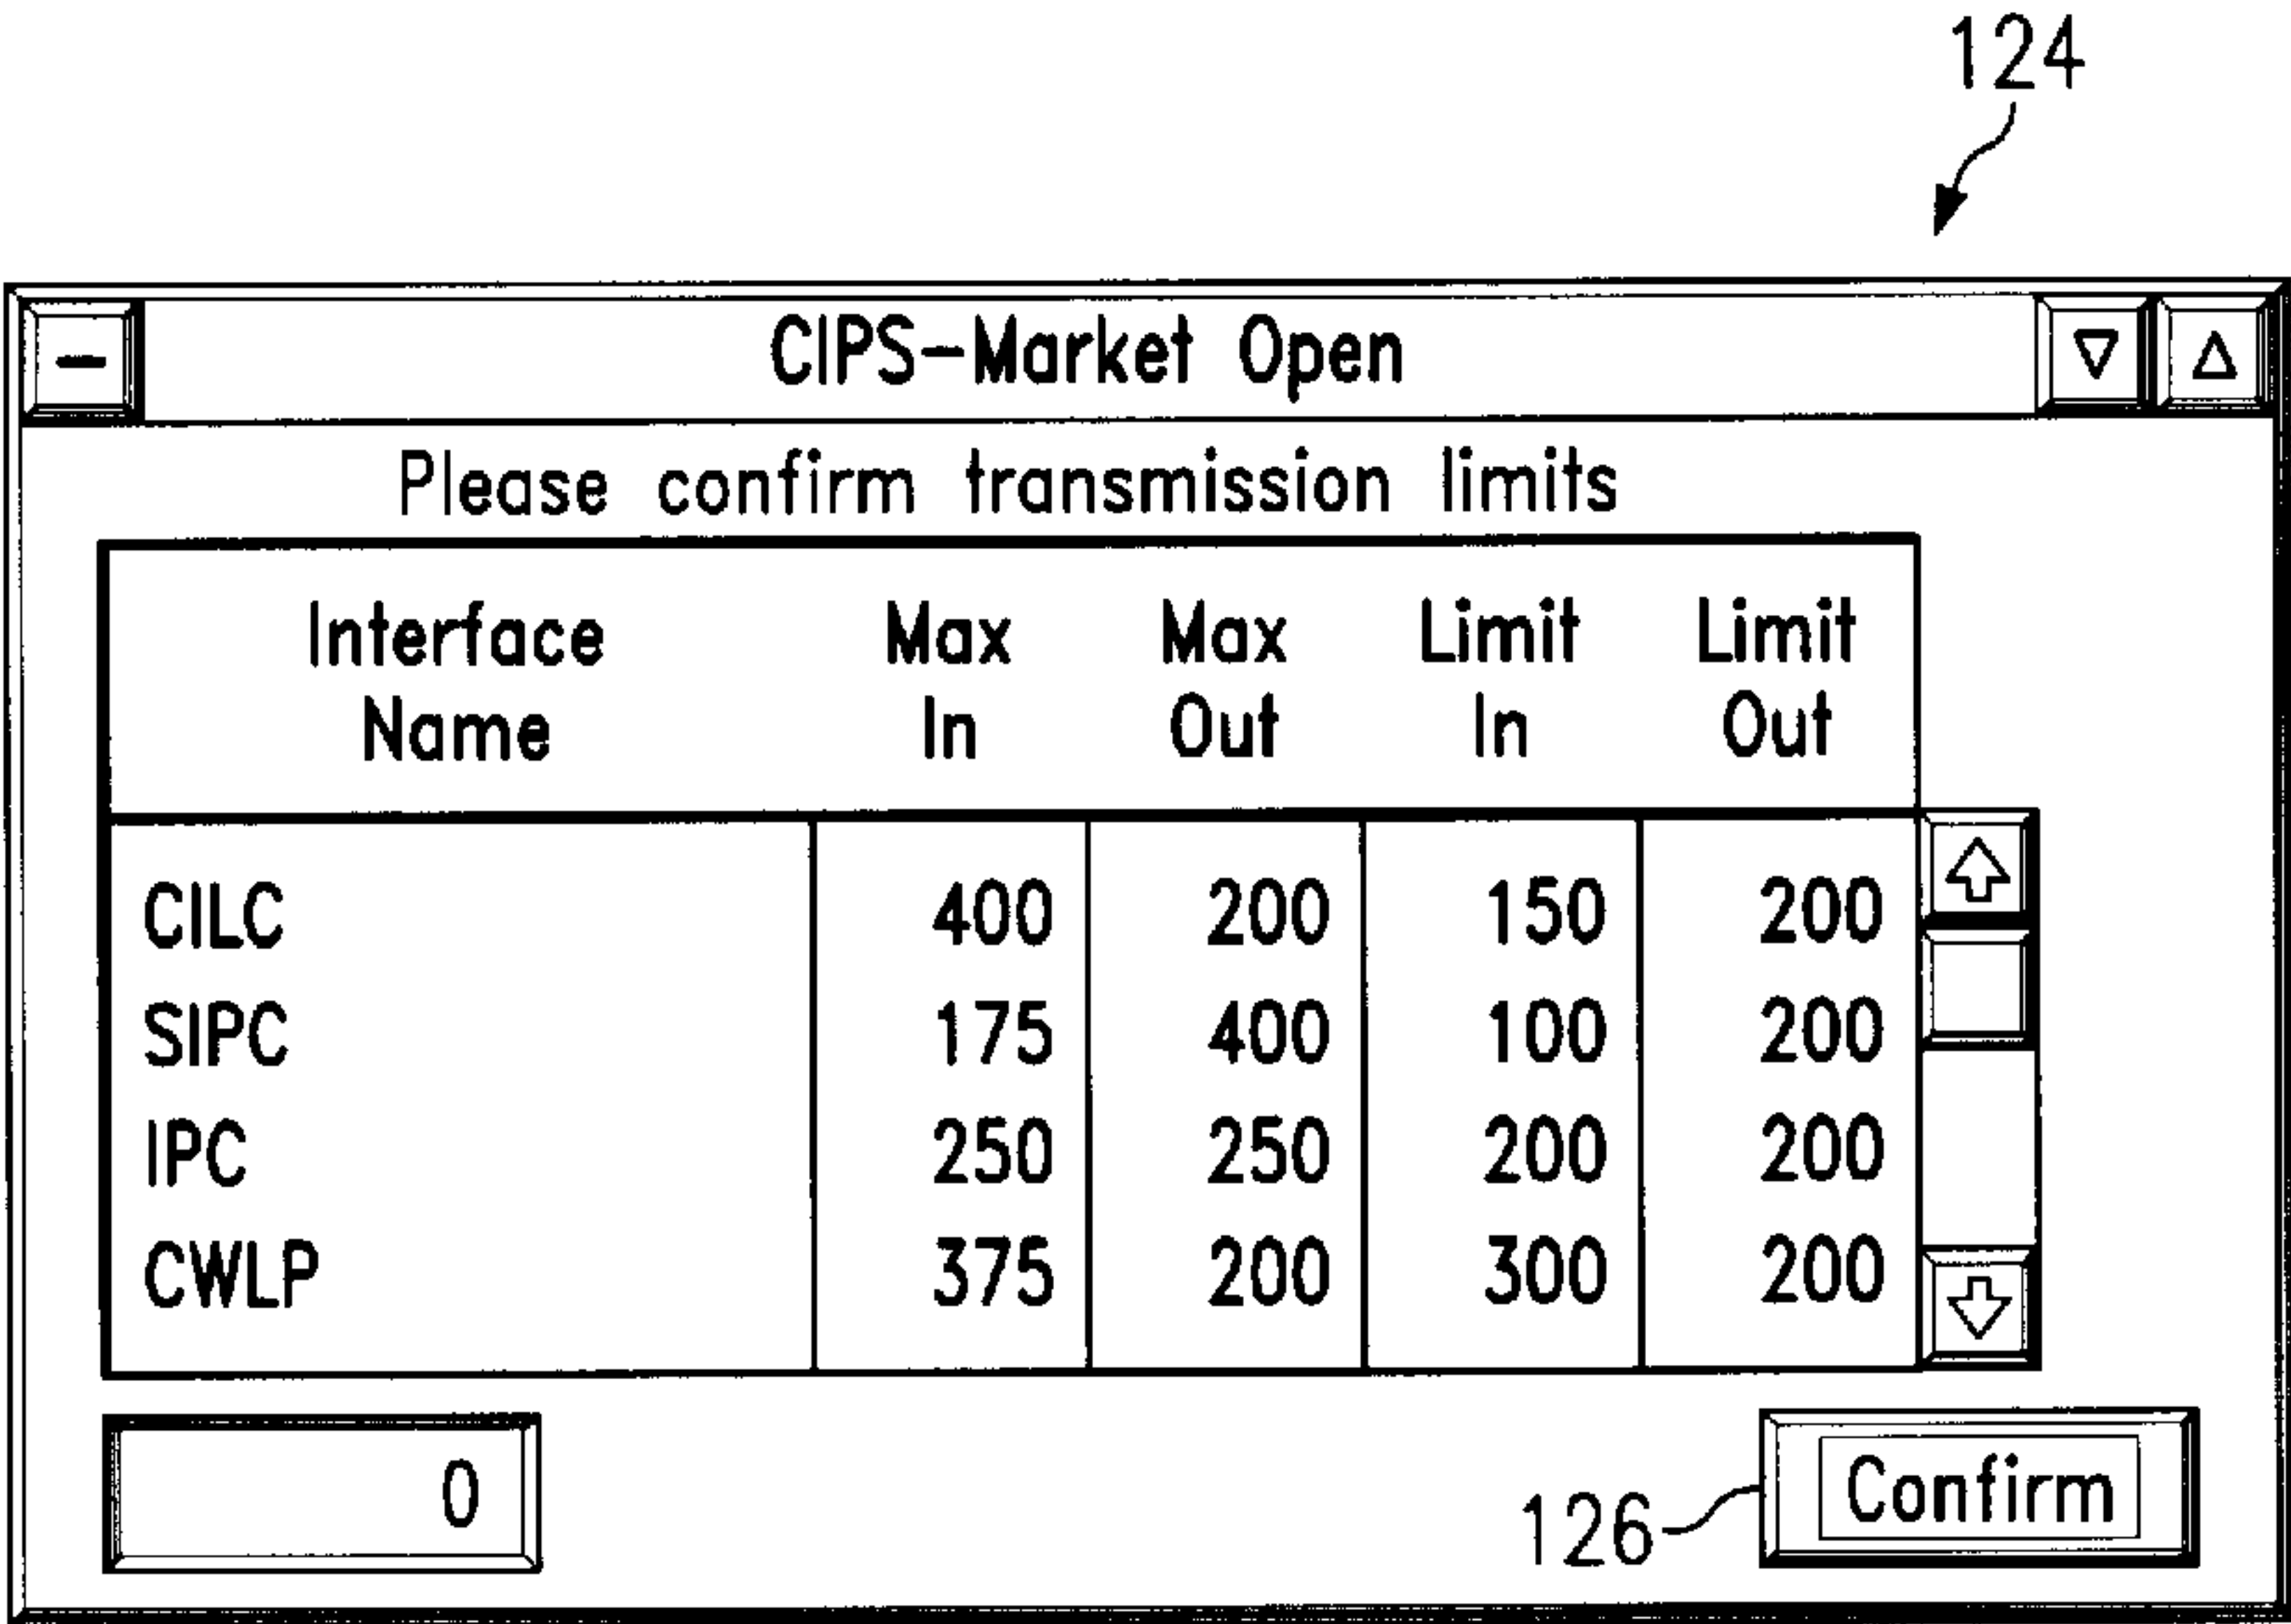 124
CIPS-Market Open
Please confirm transmission limits
Interface Name Max In Max Out Limit In Limit Out
CILC 400 200 150 200
SIPC 175 400 100 200
IPC 250 250 200 200
CWLP 375 200 300 200
0
126 Confirm